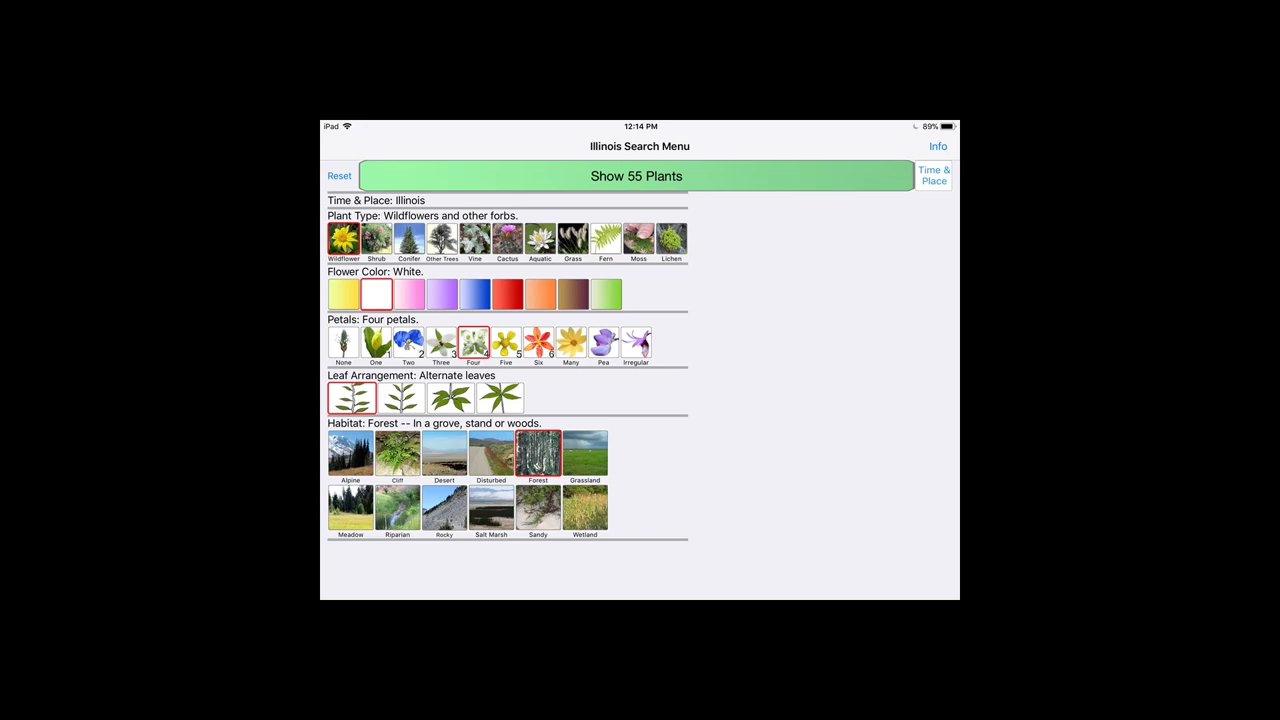 iPad 12:14 PM 89%
Illinois Search Menu Info
Reset Show 55 Plants Time & Place
Time & Place: Illinois
Plant Type: Wildflowers and other forbs.
Wildflower Shrub Conifer Other Trees Vine Cactus Aquatic Grass Fern Moss Lichen
Flower Color: White.
Petals: Four petals.
1 2 3 4 5 6
None One Two Three Four Five Six Many Pea Irregular
Leaf Arrangement: Alternate leaves
Habitat: Forest -- In a grove, stand or woods.
Alpine Cliff Desert Disturbed Forest Grassland
Meadow Riparian Rocky Salt Marsh Sandy Wetland